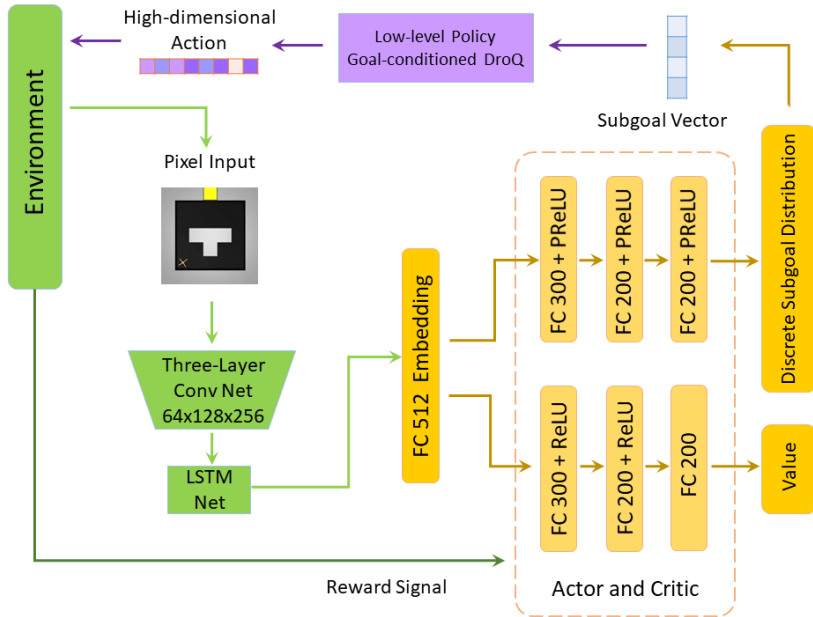 Environment
High-dimensional
Action
Low-level Policy
Goal-conditioned DroQ
Subgoal Vector
Pixel Input
Three-Layer
Conv Net
64x128x256
LSTM
Net
FC 512 Embedding
FC 300 + PReLU
FC 200 + PReLU
FC 200 + PReLU
Discrete Subgoal Distribution
FC 300 + ReLU
FC 200 + ReLU
FC 200
Value
Reward Signal
Actor and Critic